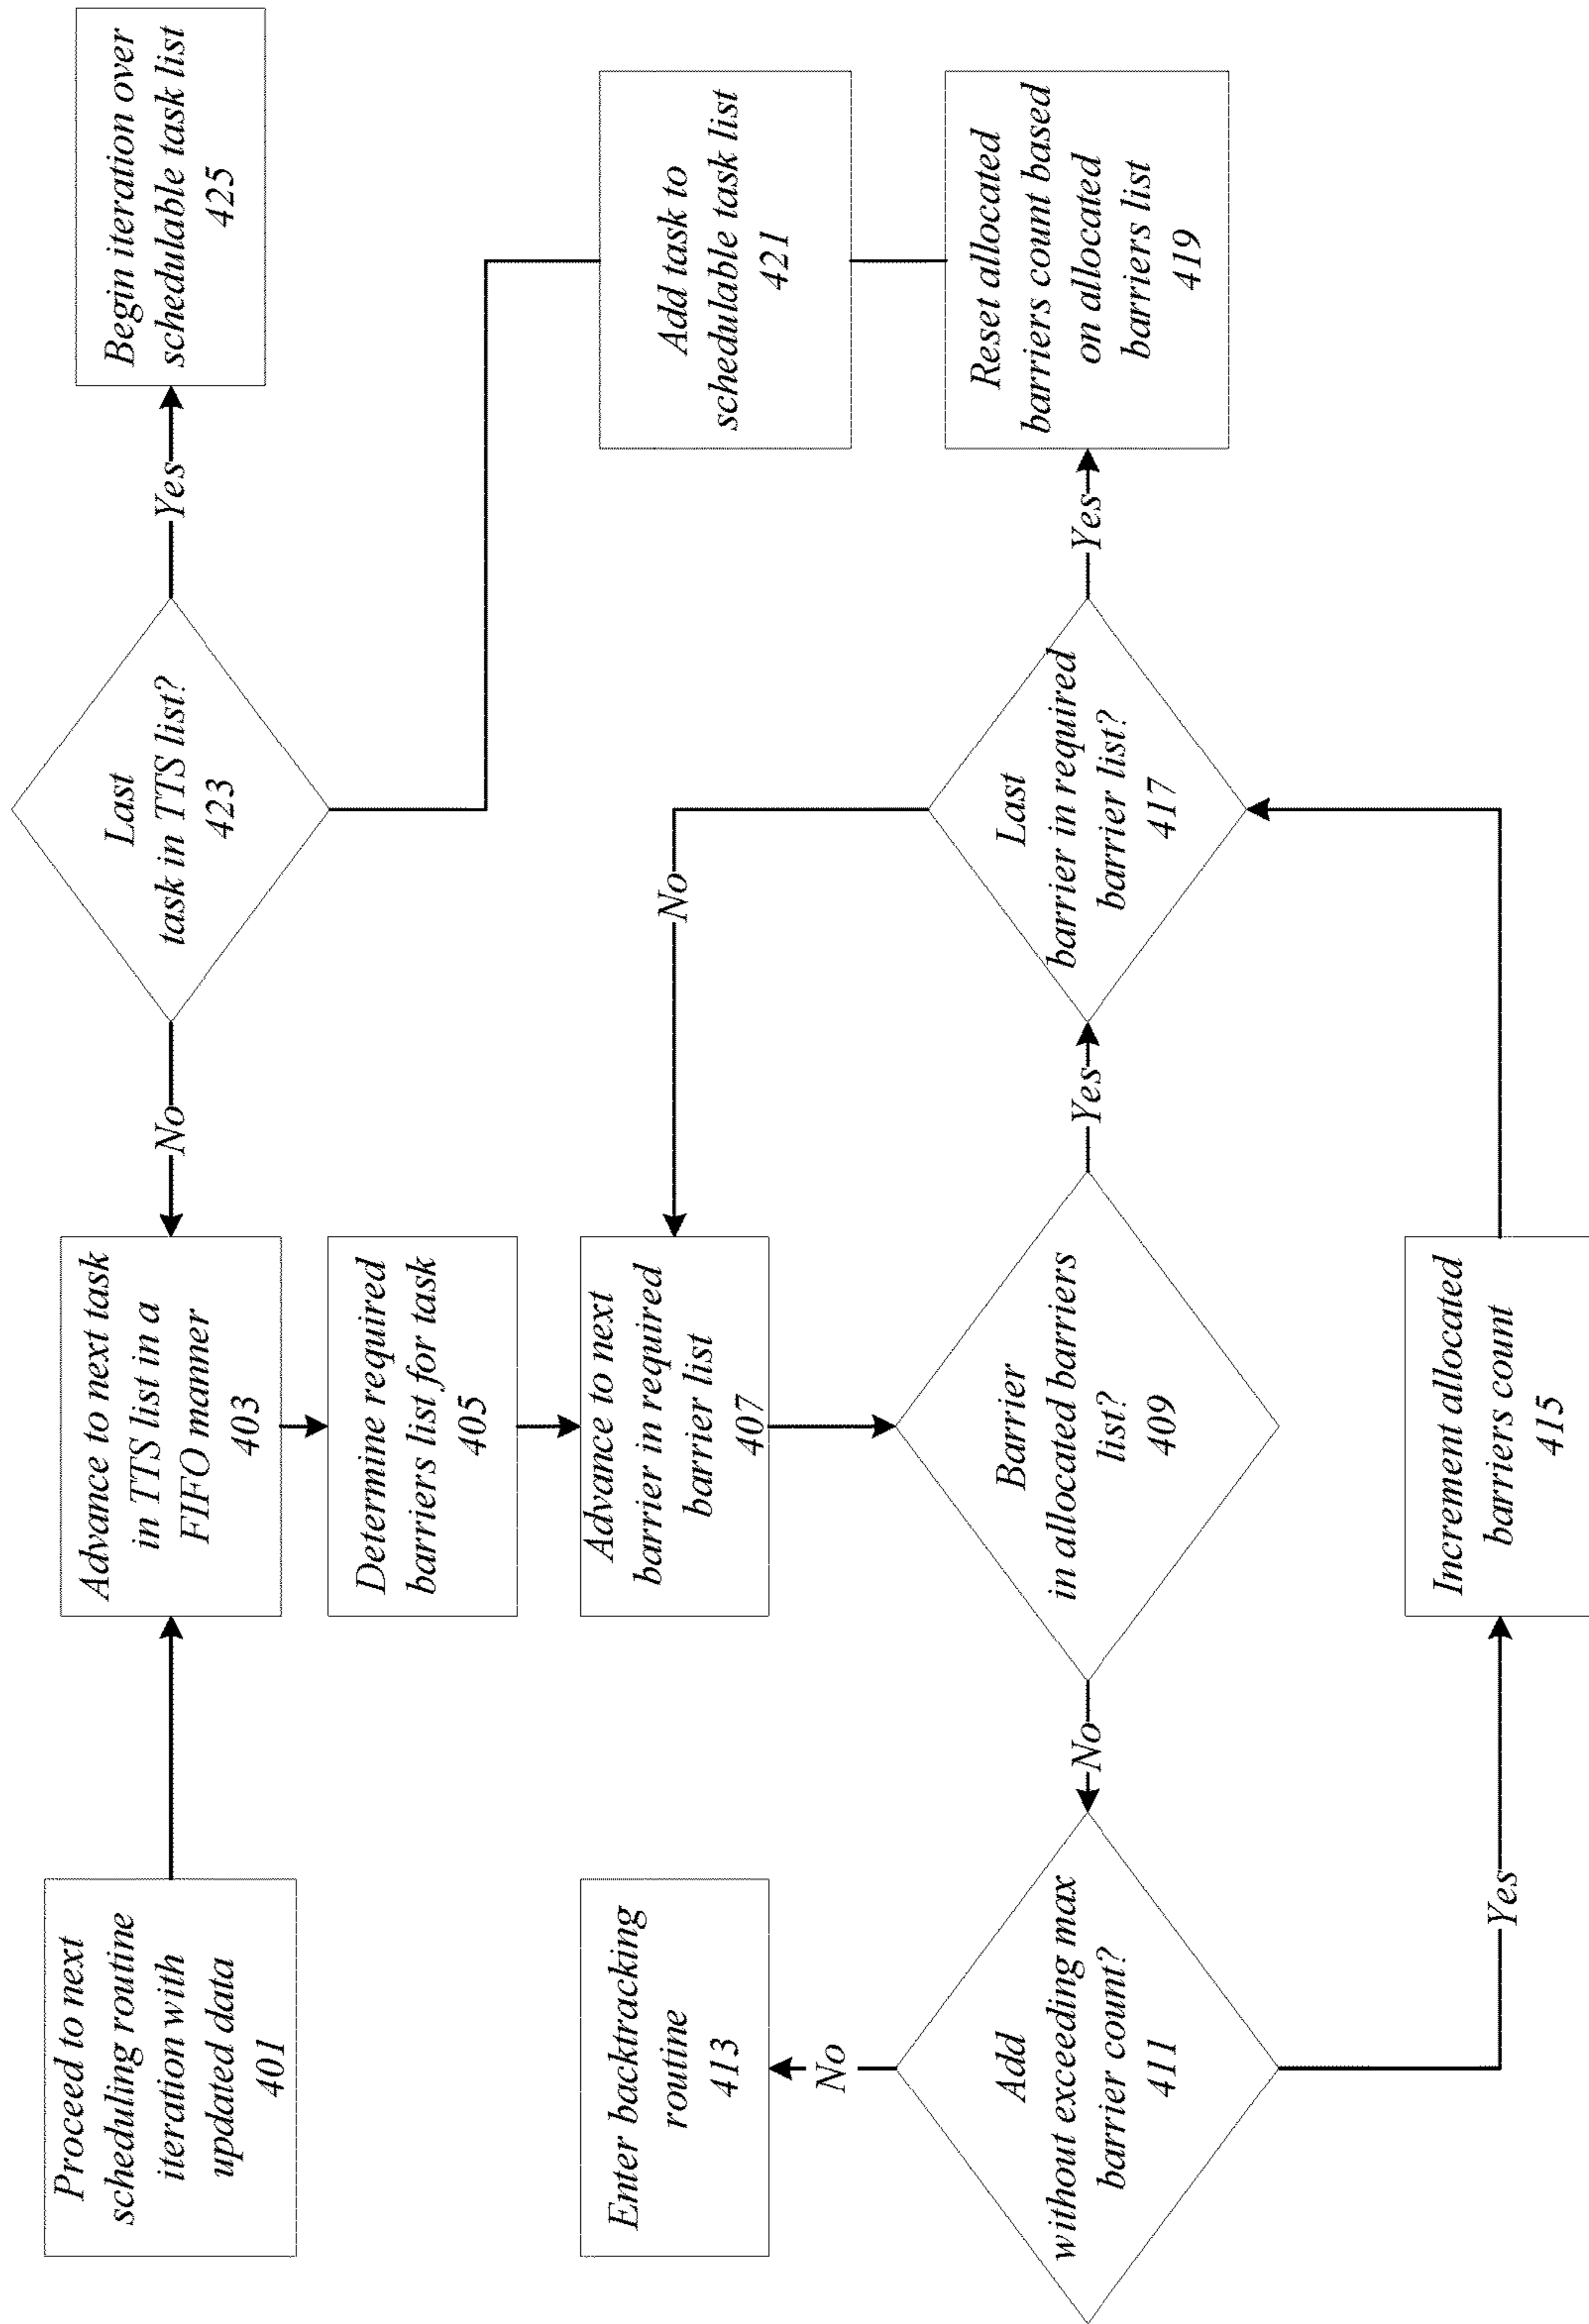 Proceed to next
scheduling routine
iteration with
updated data
401
Advance to next task
in TTS list in a
FIFO manner
403
No
Last
task in TTS list?
423
Yes
Begin iteration over
schedulable task list
425
Determine required
barriers list for task
405
Enter backtracking
routine
413
Advance to next
barrier in required
barrier list
407
No
Add task to
schedulable task list
421
No
Add
without exceeding max
barrier count?
411
No
Barrier
in allocated barriers
list?
409
Yes
Last
barrier in required
barrier list?
417
Yes
Reset allocated
barriers count based
on allocated
barriers list
419
Yes
Increment allocated
barriers count
415